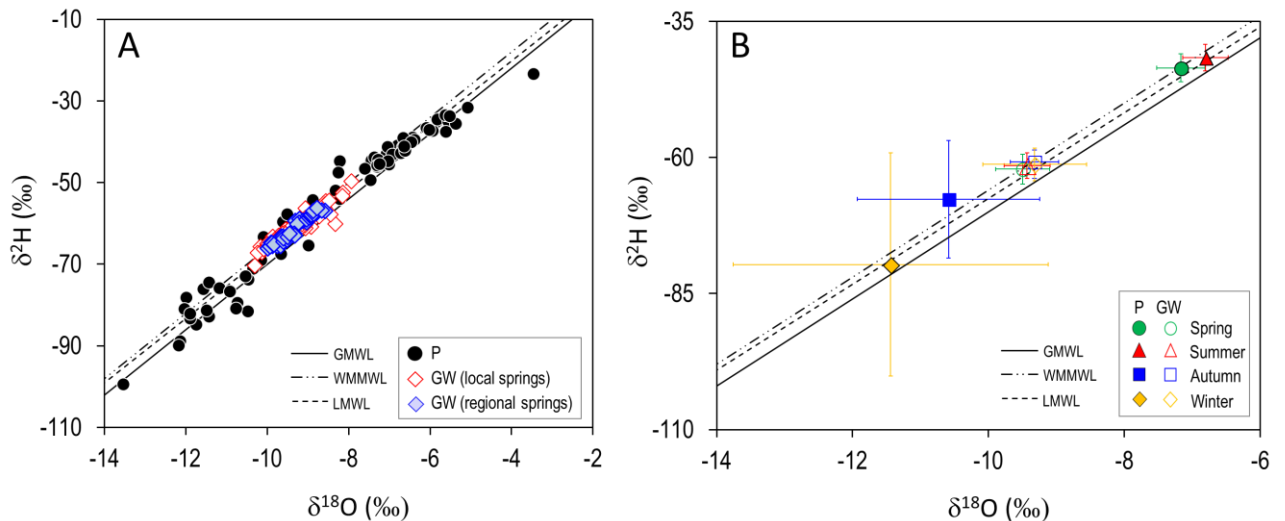 A
-10
-30
-50
-70
-90
-110
δ²H (‰)
-14
-12
-10
-8
-6
-4
-2
δ¹⁸O (‰)
GMWL
WMMWL
LMWL
P
GW (local springs)
GW (regional springs)
B
-35
-60
-85
-110
δ²H (‰)
-14
-12
-10
-8
-6
δ¹⁸O (‰)
GMWL
WMMWL
LMWL
P GW
Spring
Summer
Autumn
Winter